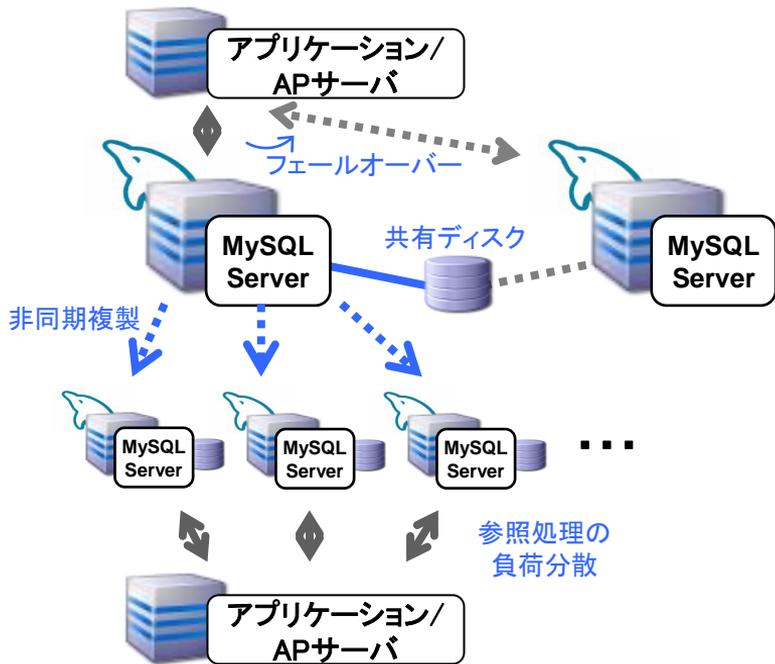 アプリケーション/
APサーバ
フェールオーバー
共有ディスク
MySQL
Server
MySQL
Server
非同期複製
MySQL
Server
MySQL
Server
MySQL
Server
...
参照処理の
負荷分散
アプリケーション/
APサーバ